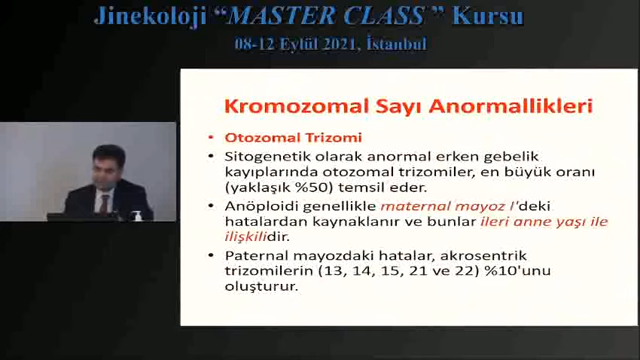 Jinekoloji “MASTER CLASS ” Kursu
08-12 Eylül 2021, İstanbul
Kromozomal Sayı Anormallikleri
• Otozomal Trizomi
• Sitogenetik olarak anormal erken gebelik
kayıplarında otozomal trizomiler, en büyük oranı
(yaklaşık %50) temsil eder.
• Anöploidi genellikle maternal mayoz I'deki
hatalardan kaynaklanır ve bunlar ileri anne yaşı ile
ilişkilidir.
• Paternal mayozdaki hatalar, akrosentrik
trizomilerin (13, 14, 15, 21 ve 22) %10'unu
oluşturur.